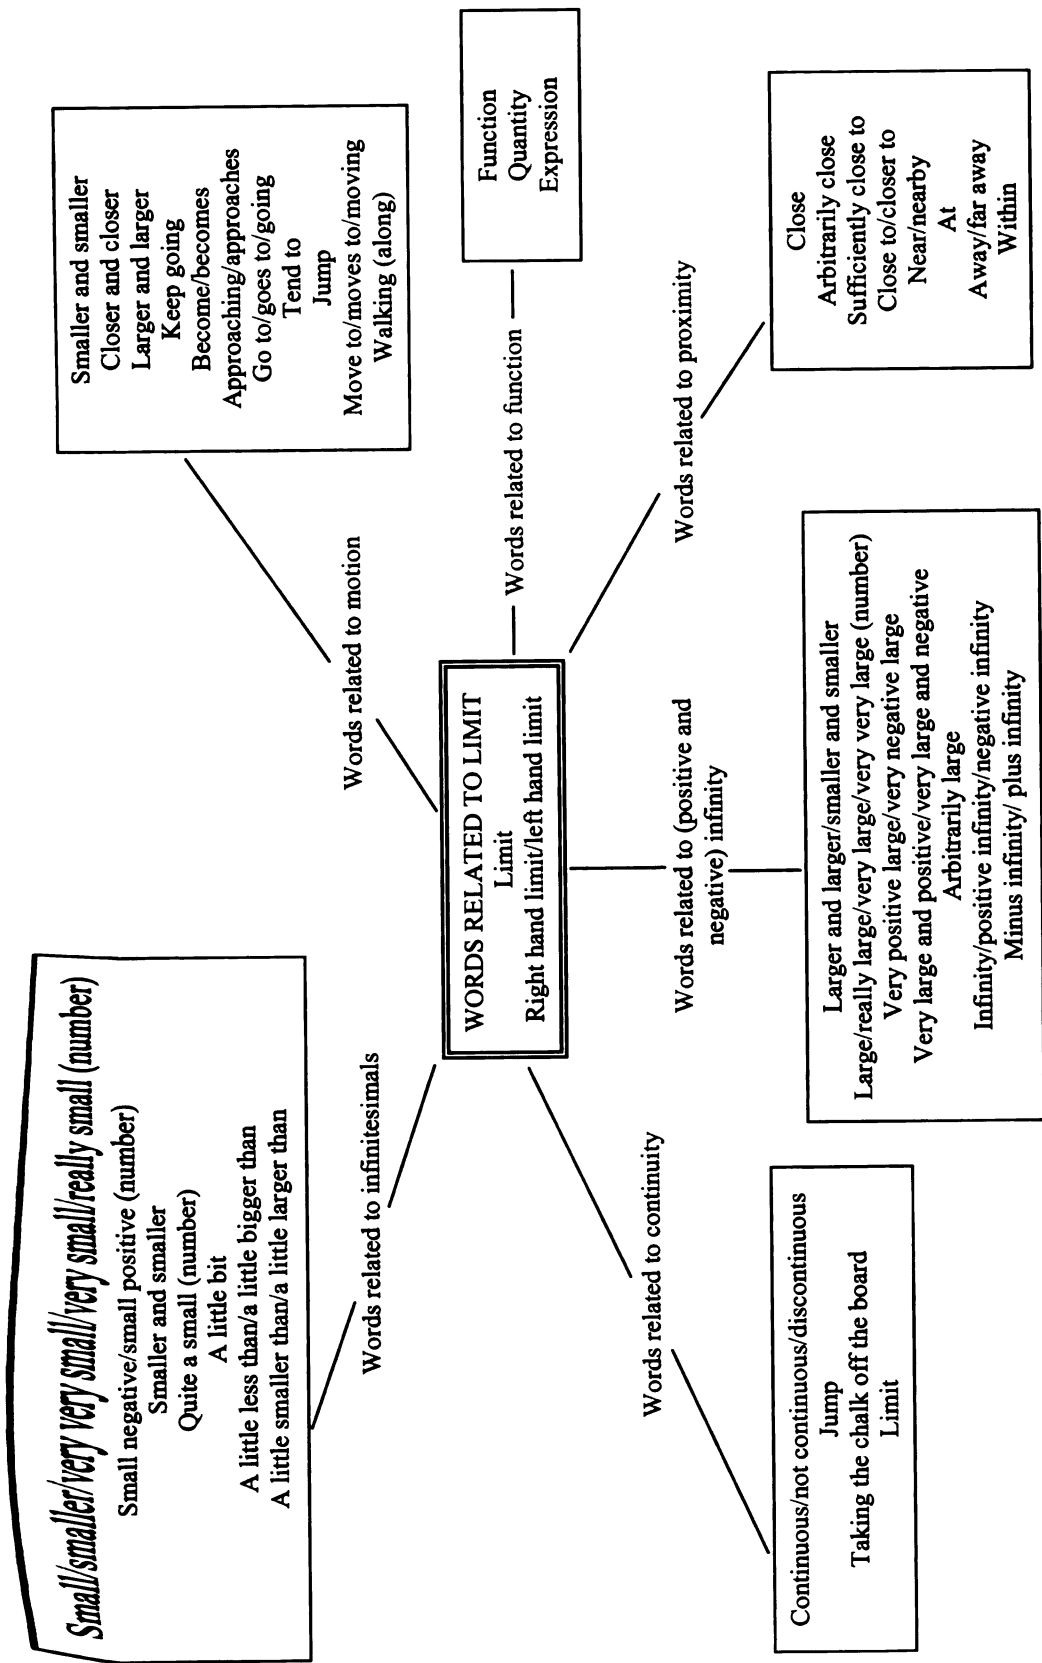 Small/smaller/very very small/very small/really small (number)
Small negative/small positive (number)
Smaller and smaller
Quite a small (number)
A little bit
A little less than/a little bigger than
A little smaller than/a little larger than
Words related to infinitesimals
Smaller and smaller
Closer and closer
Larger and larger
Keep going
Become/becomes
Approaching/approaches
Go to/goes to/going
Tend to
Jump
Move to/moves to/moving
Walking (along)
Words related to motion
WORDS RELATED TO LIMIT
Limit
Right hand limit/left hand limit
Words related to function
Function
Quantity
Expression
Words related to continuity
Continuous/not continuous/discontinuous
Jump
Taking the chalk off the board
Limit
Words related to (positive and
negative) infinity
Larger and larger/smaller and smaller
Large/really large/very large/very very large (number)
Very positive large/very negative large
Very large and positive/very large and negative
Arbitrarily large
Infinity/positive infinity/negative infinity
Minus infinity/ plus infinity
Words related to proximity
Close
Arbitrarily close
Sufficiently close to
Close to/closer to
Near/nearby
At
Away/far away
Within